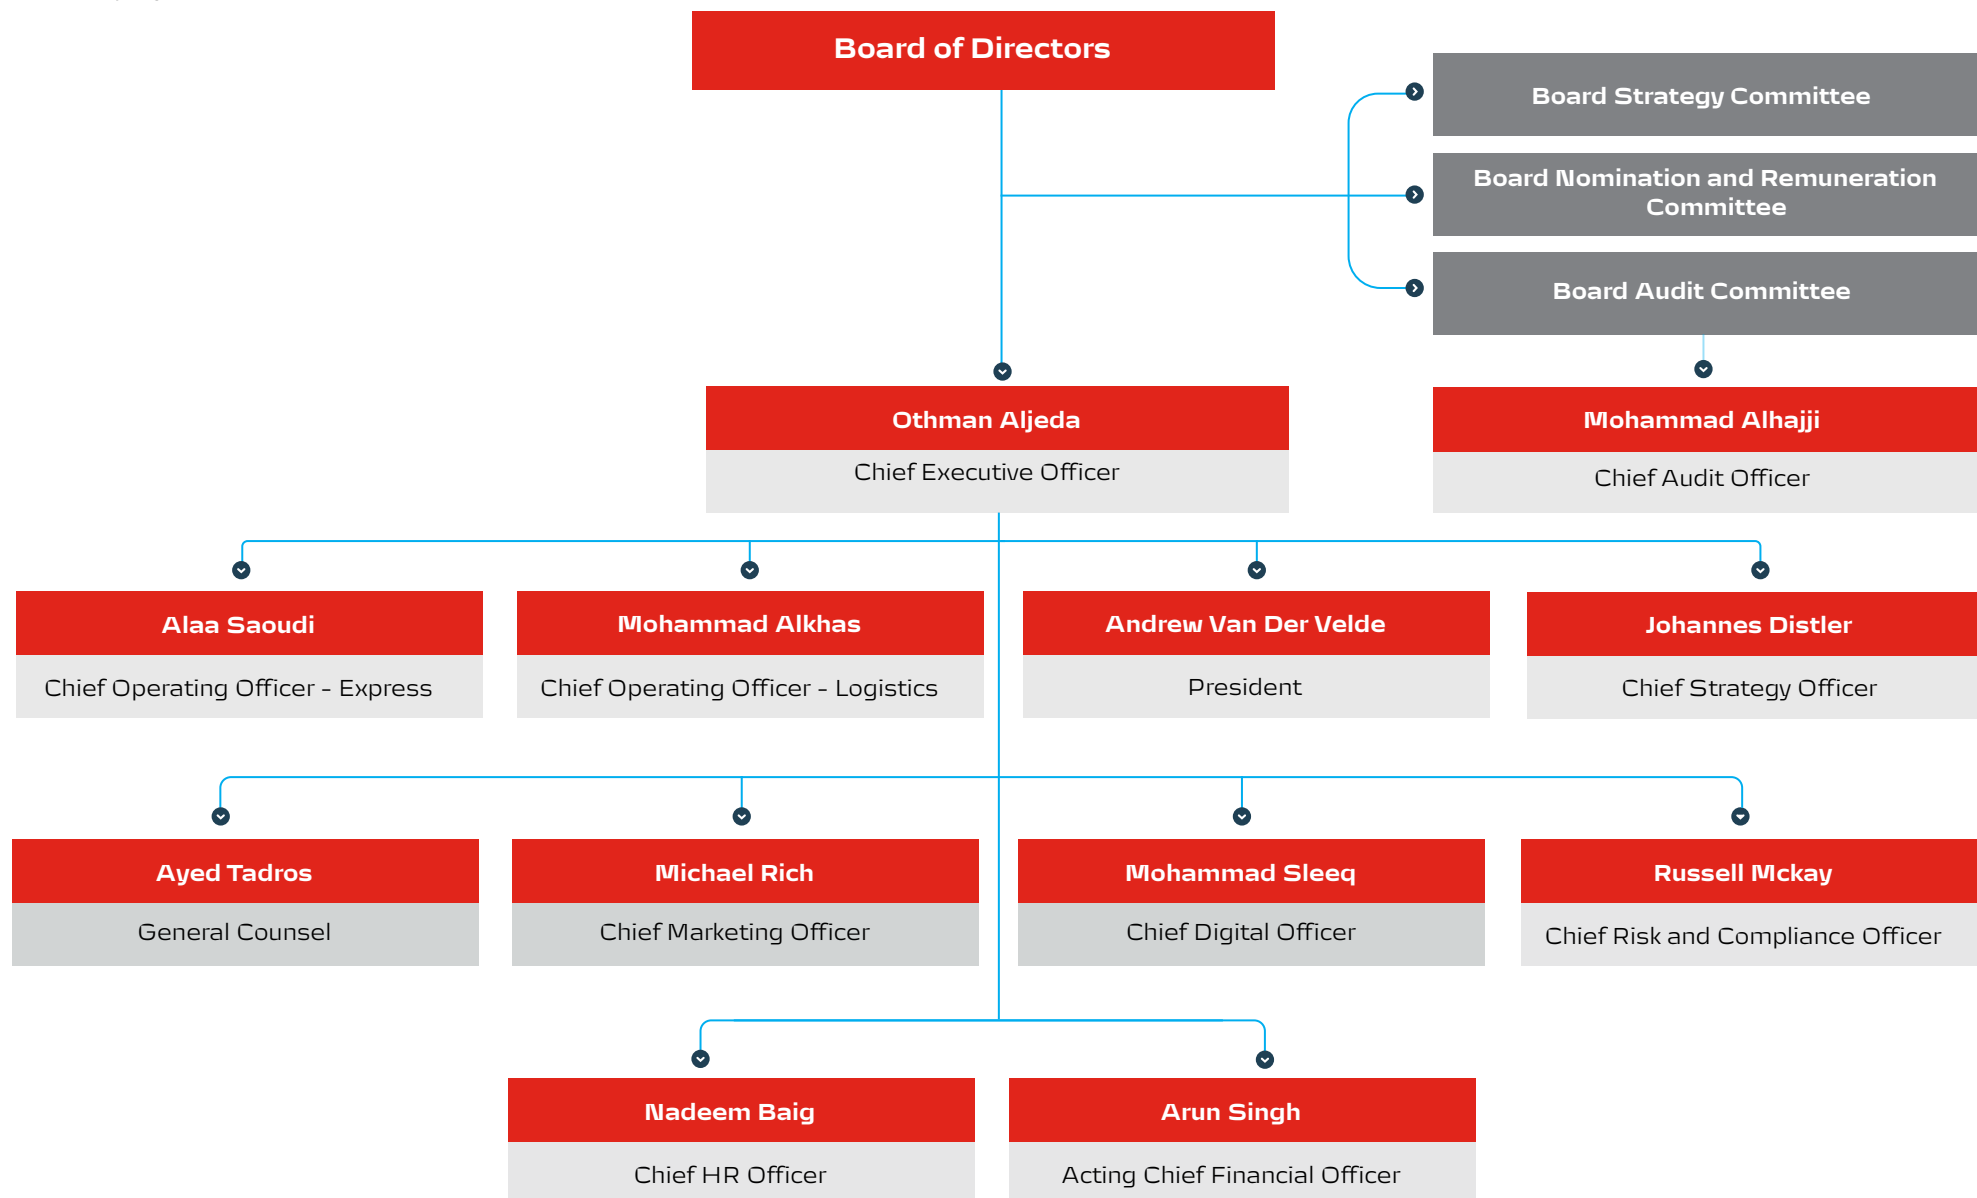 Board of Directors
Board Strategy Committee
Board Nomination and Remuneration
Committee
Board Audit Committee
Othman Aljeda
Chief Executive Officer
Mohammad Alhajji
Chief Audit Officer
Alaa Saoudi
Chief Operating Officer - Express
Mohammad Alkhas
Chief Operating Officer - Logistics
Andrew Van Der Velde
President
Johannes Distler
Chief Strategy Officer
Ayed Tadros
General Counsel
Michael Rich
Chief Marketing Officer
Mohammad Sleeq
Chief Digital Officer
Russell Mckay
Chief Risk and Compliance Officer
Nadeem Baig
Chief HR Officer
Arun Singh
Acting Chief Financial Officer